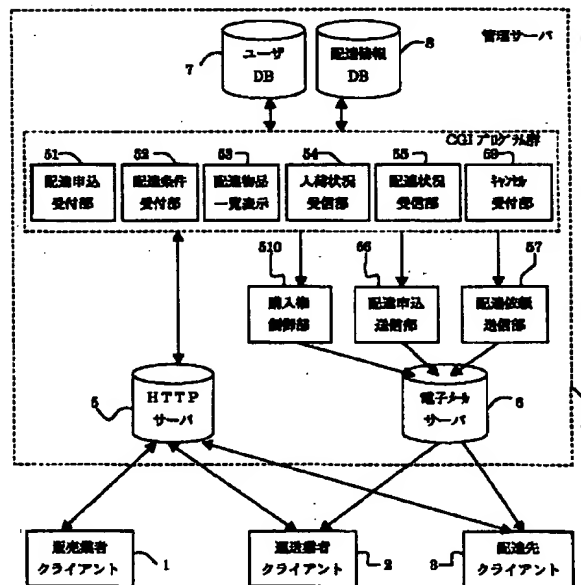 管理サーバ
7
ユーザ
DB
8
配達情報
DB
CGIプログラム群
51
配達申込
受付部
52
配達条件
受付部
53
配達物品
一覧表示
54
入荷状況
受信部
55
配達状況
受信部
59
キャンセル
受付部
510
購入権
制御部
56
配達申込
送信部
57
配達依頼
送信部
5
HTTP
サーバ
電子メール
サーバ
6
販売業者
クライアント
1
運送業者
クライアント
2
3
配達先
クライアント